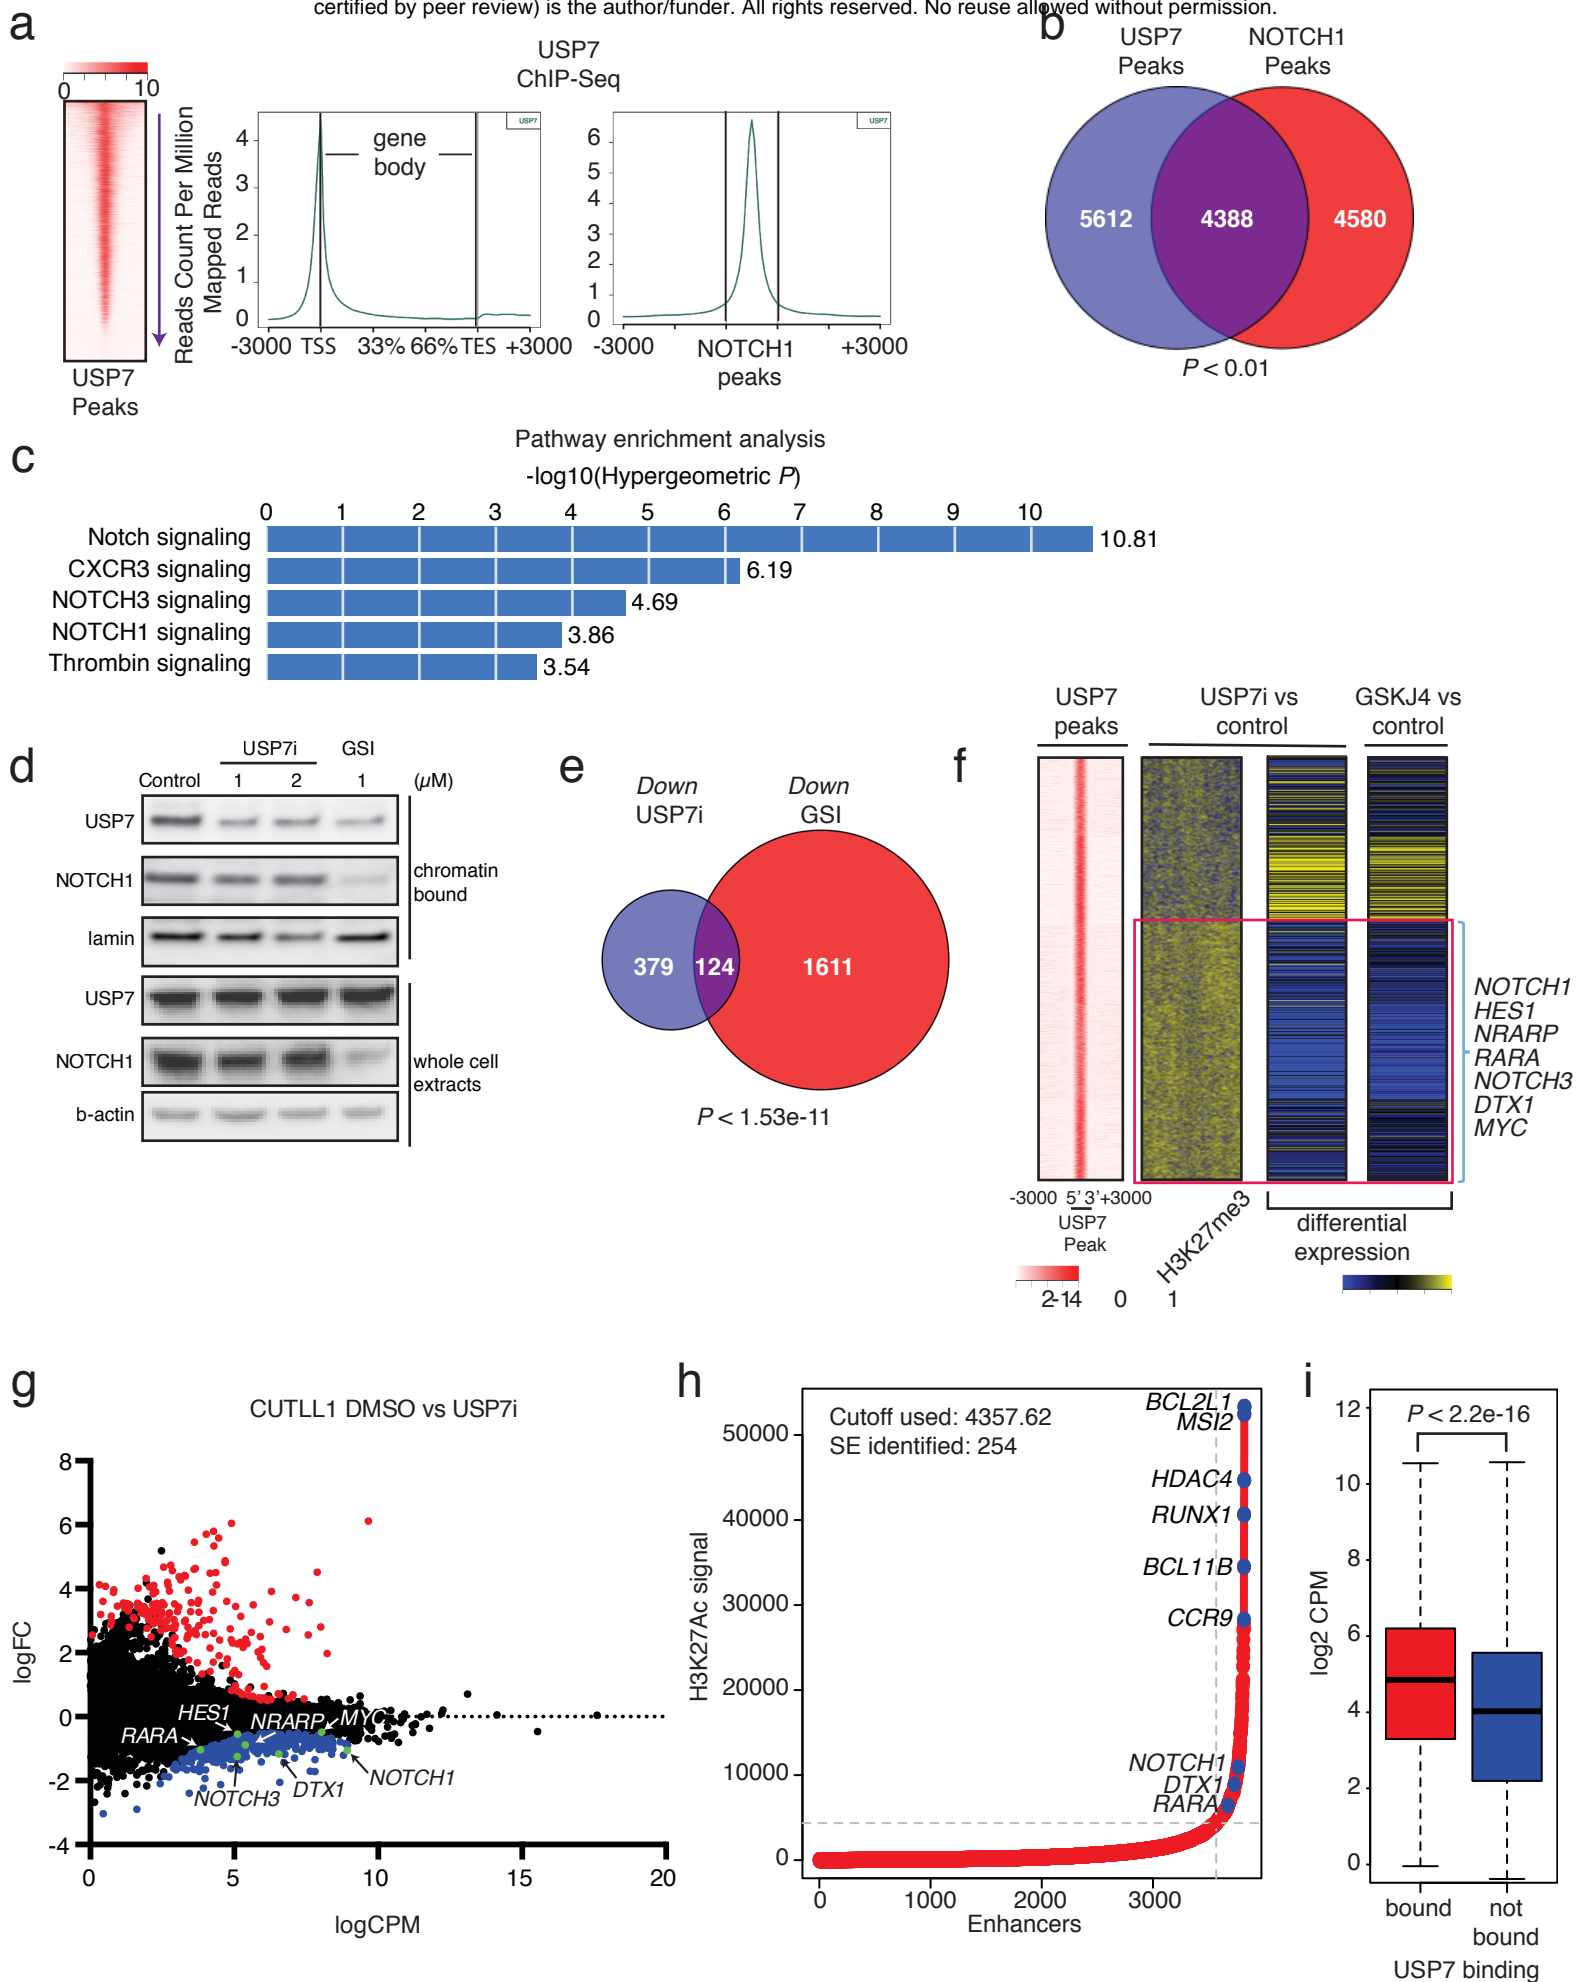 certified by peer review) is the author/funder. All rights reserved. No reuse allowed without permission.
a
0 10
Reads Count Per Million
Mapped Reads
USP7
Peaks
USP7
ChIP-Seq
USP7
gene
body
4
3
2
1
0
-3000 TSS 33% 66% TES +3000
USP7
6
5
4
3
2
1
0
-3000 NOTCH1 +3000
peaks
b
USP7
Peaks
NOTCH1
Peaks
5612 4388 4580
P < 0.01
c
Pathway enrichment analysis
-log10(Hypergeometric P)
0 1 2 3 4 5 6 7 8 9 10
Notch signaling 10.81
CXCR3 signaling 6.19
NOTCH3 signaling 4.69
NOTCH1 signaling 3.86
Thrombin signaling 3.54
d
USP7i GSI
Control 1 2 1 (µM)
USP7
NOTCH1
lamin
chromatin
bound
USP7
NOTCH1
b-actin
whole cell
extracts
e
Down
USP7i
Down
GSI
379 124 1611
P < 1.53e-11
f
USP7
peaks
USP7i vs
control
GSKJ4 vs
control
NOTCH1
HES1
NRARP
RARA
NOTCH3
DTX1
MYC
-3000 5' 3' +3000
USP7
Peak
H3K27me3
differential
expression
2-14 0 1
g
CUTLL1 DMSO vs USP7i
logFC
8
6
4
2
0
-2
-4
HES1
RARA
NRARP
MYC
NOTCH3
DTX1
NOTCH1
0 5 10 15 20
logCPM
h
Cutoff used: 4357.62
SE identified: 254
H3K27Ac signal
50000
40000
30000
20000
10000
0
BCL2L1
MSI2
HDAC4
RUNX1
BCL11B
CCR9
NOTCH1
DTX1
RARA
0 1000 2000 3000
Enhancers
i
P < 2.2e-16
log2 CPM
12
10
8
6
4
2
0
bound not
bound
USP7 binding